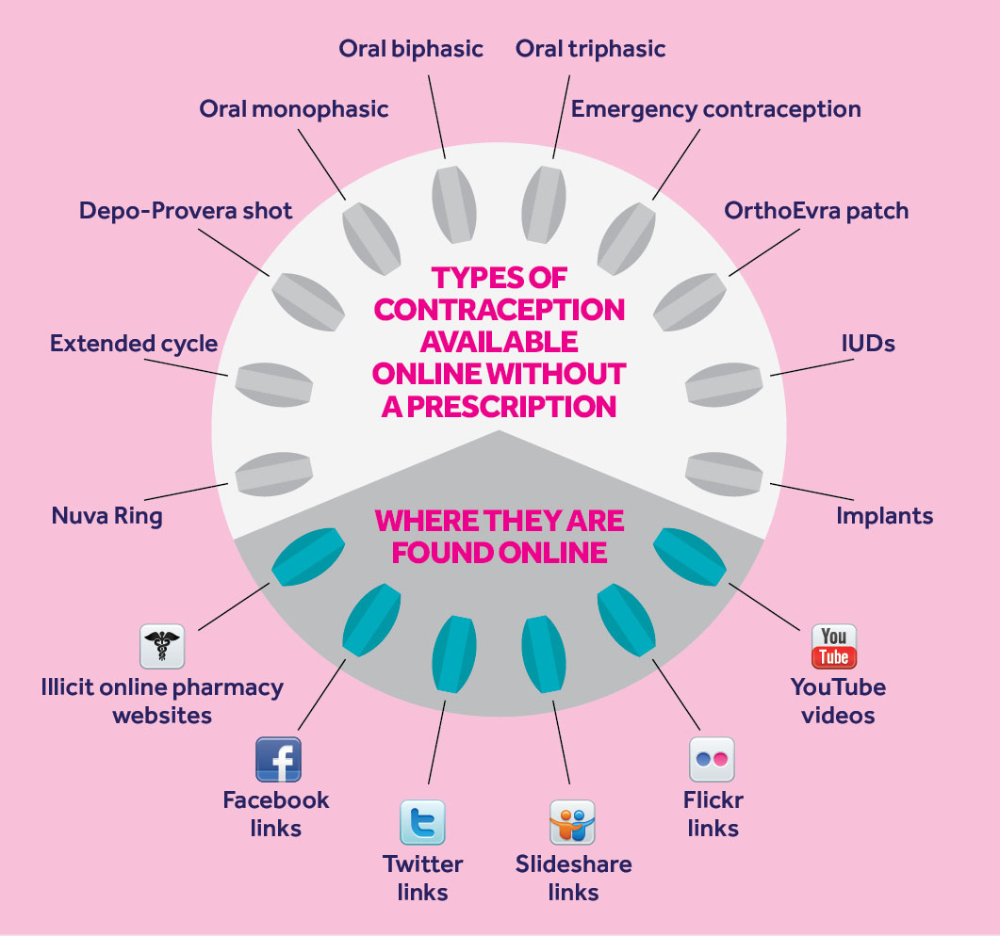 Oral biphasic
Oral triphasic
Oral monophasic
Emergency contraception
Depo-Provera shot
OrthoEvra patch
Extended cycle
IUDs
Nuva Ring
Implants
TYPES OF
CONTRACEPTION
AVAILABLE
ONLINE WITHOUT
A PRESCRIPTION
WHERE THEY ARE
FOUND ONLINE
Illicit online pharmacy
websites
f
Facebook
links
t
Twitter
links
Slideshare
links
Flickr
links
You
Tube
YouTube
videos